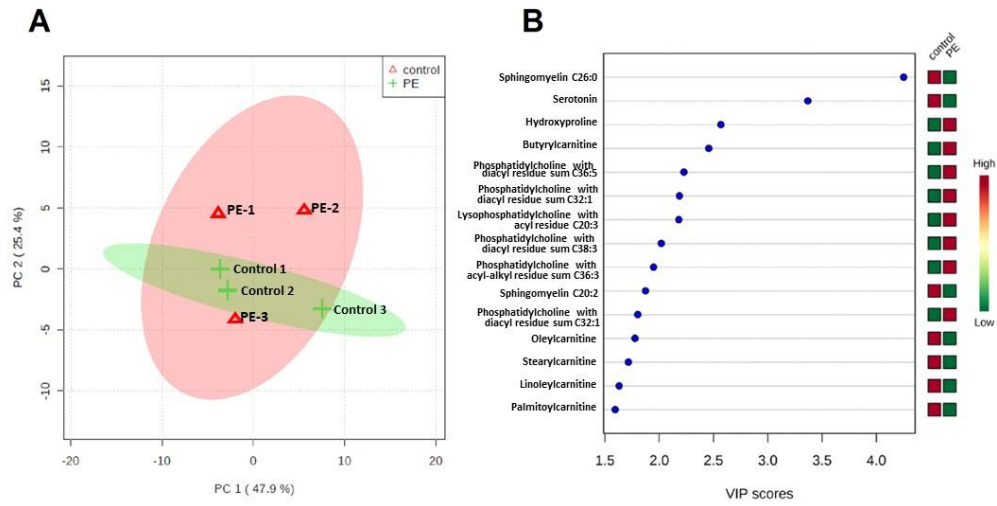 A
control
PE
PC 2 ( 25.4 %)
15
10
5
0
-5
-10
PE-1
PE-2
Control 1
Control 2
Control 3
PE-3
-20
-10
0
10
20
PC 1 ( 47.9 %)
B
control
PE
Sphingomyelin C26:0
Serotonin
Hydroxyproline
Butyrylcarnitine
Phosphatidylcholine with
diacyl residue sum C36:5
Phosphatidylcholine with
diacyl residue sum C32:1
Lysophosphatidylcholine with
acyl residue C20:3
Phosphatidylcholine with
diacyl residue sum C38:3
Phosphatidylcholine with
acyl-alkyl residue sum C36:3
Sphingomyelin C20:2
Phosphatidylcholine with
diacyl residue sum C32:1
Oleylcarnitine
Stearylcarnitine
Linoleylcarnitine
Palmitoylcarnitine
High
Low
1.5
2.0
2.5
3.0
3.5
4.0
VIP scores